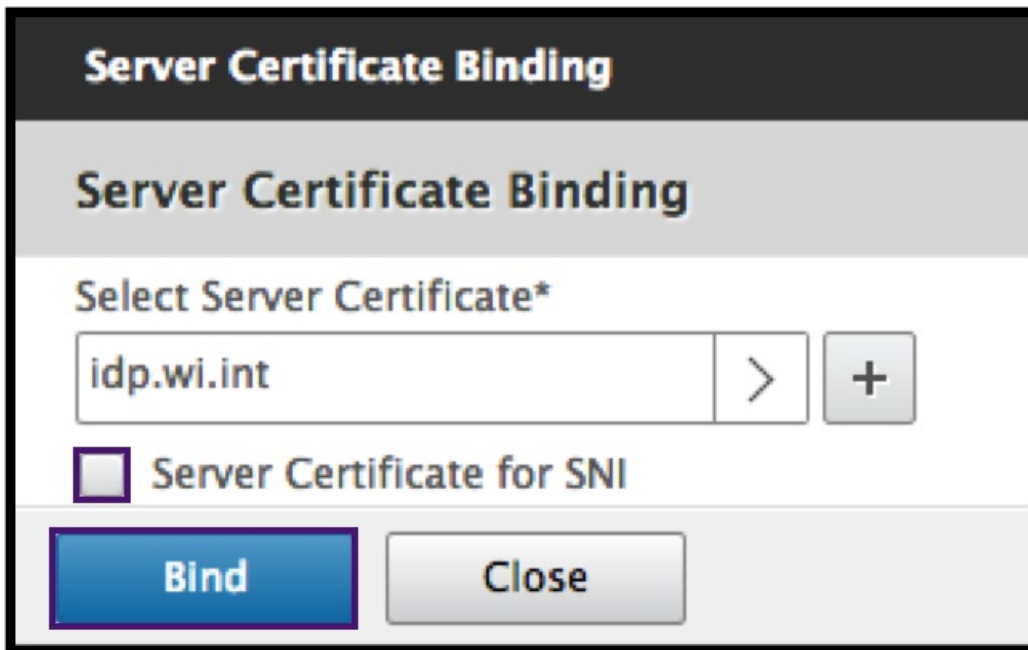 Server Certificate Binding
Server Certificate Binding
Select Server Certificate*
idp.wi.int
Server Certificate for SNI
Bind
Close